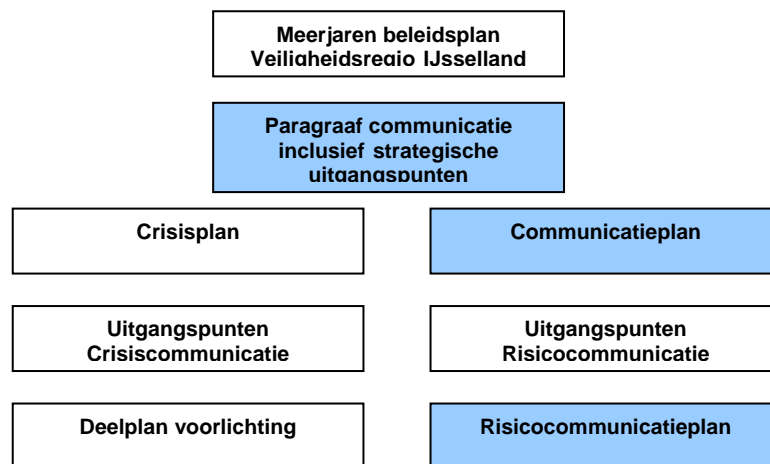 Meerjaren beleidsplan
Veiligheidsregio IJsselland
Paragraaf communicatie
inclusief strategische
uitgangspunten
Crisisplan
Communicatieplan
Uitgangspunten
Crisiscommunicatie
Uitgangspunten
Risicocommunicatie
Deelplan voorlichting
Risicocommunicatieplan